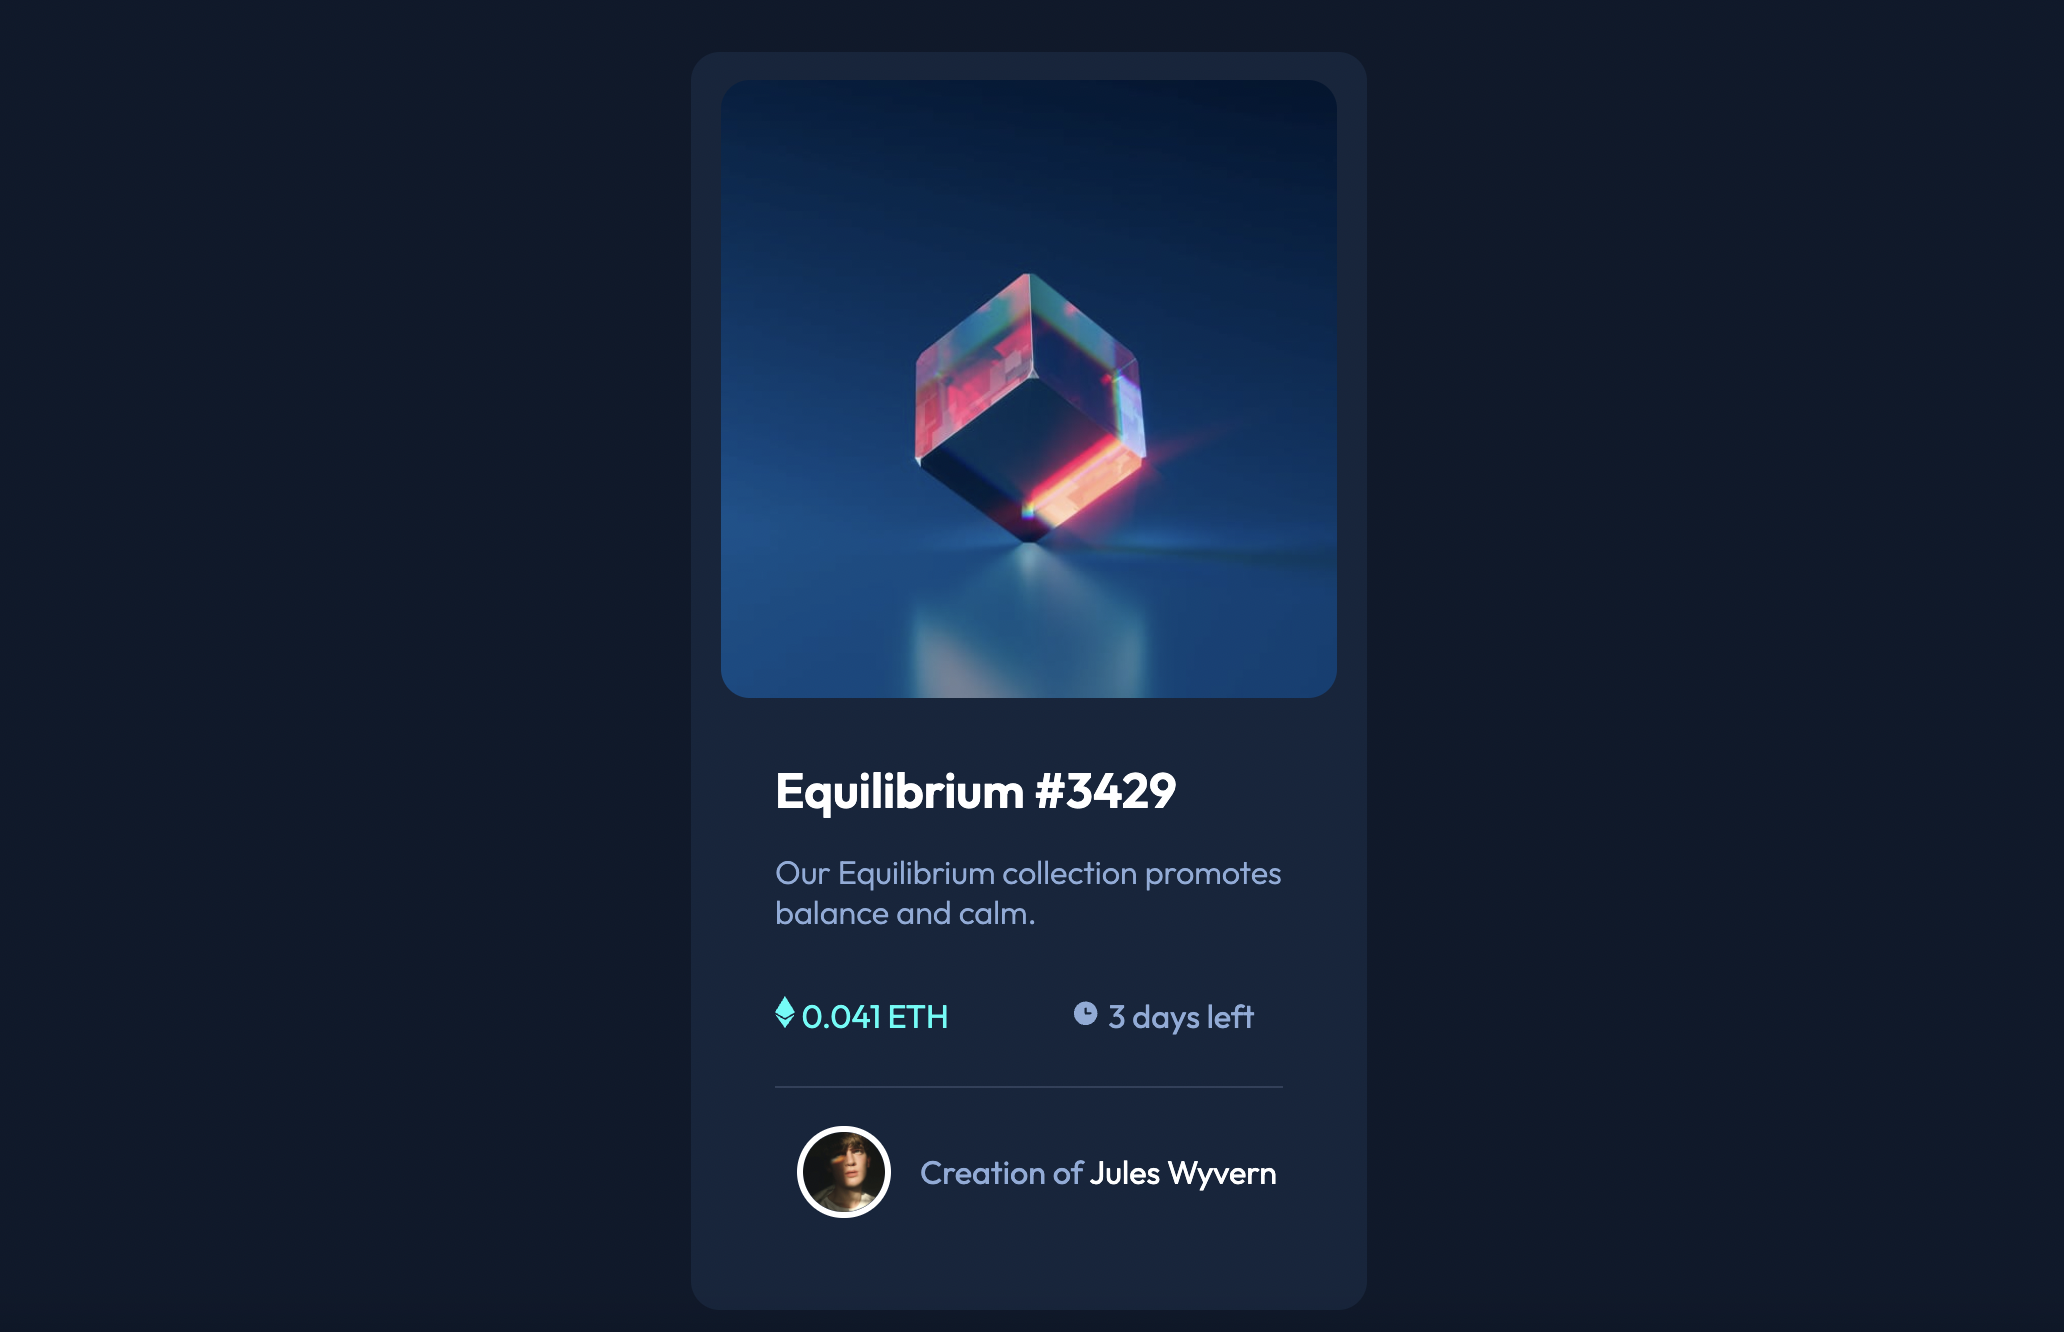 Equilibrium #3429
Our Equilibrium collection promotes
balance and calm.
0.041 ETH
3 days left
Creation of Jules Wyvern